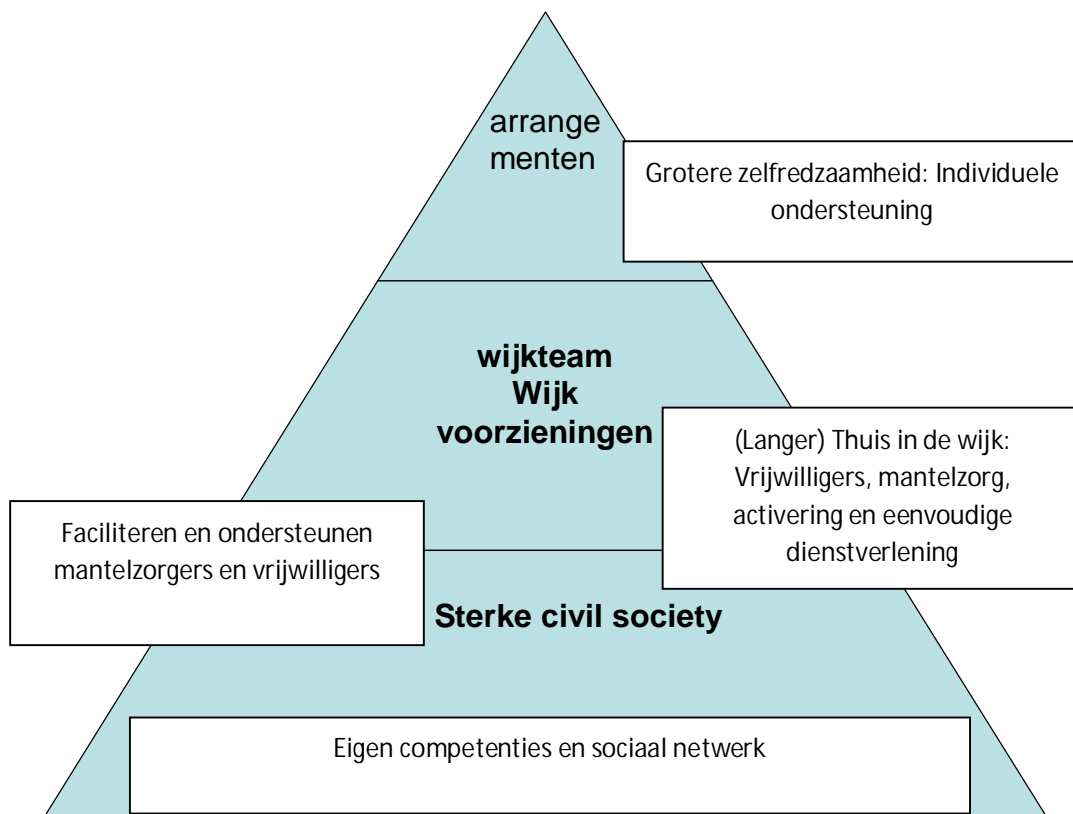 arrange
menten
Grotere zelfredzaamheid: Individuele
ondersteuning
wijkteam
Wijk
voorzieningen
(Langer) Thuis in de wijk:
Vrijwilligers, mantelzorg,
activering en eenvoudige
dienstverlening
Faciliteren en ondersteunen
mantelzorgers en vrijwilligers
Sterke civil society
Eigen competenties en sociaal netwerk